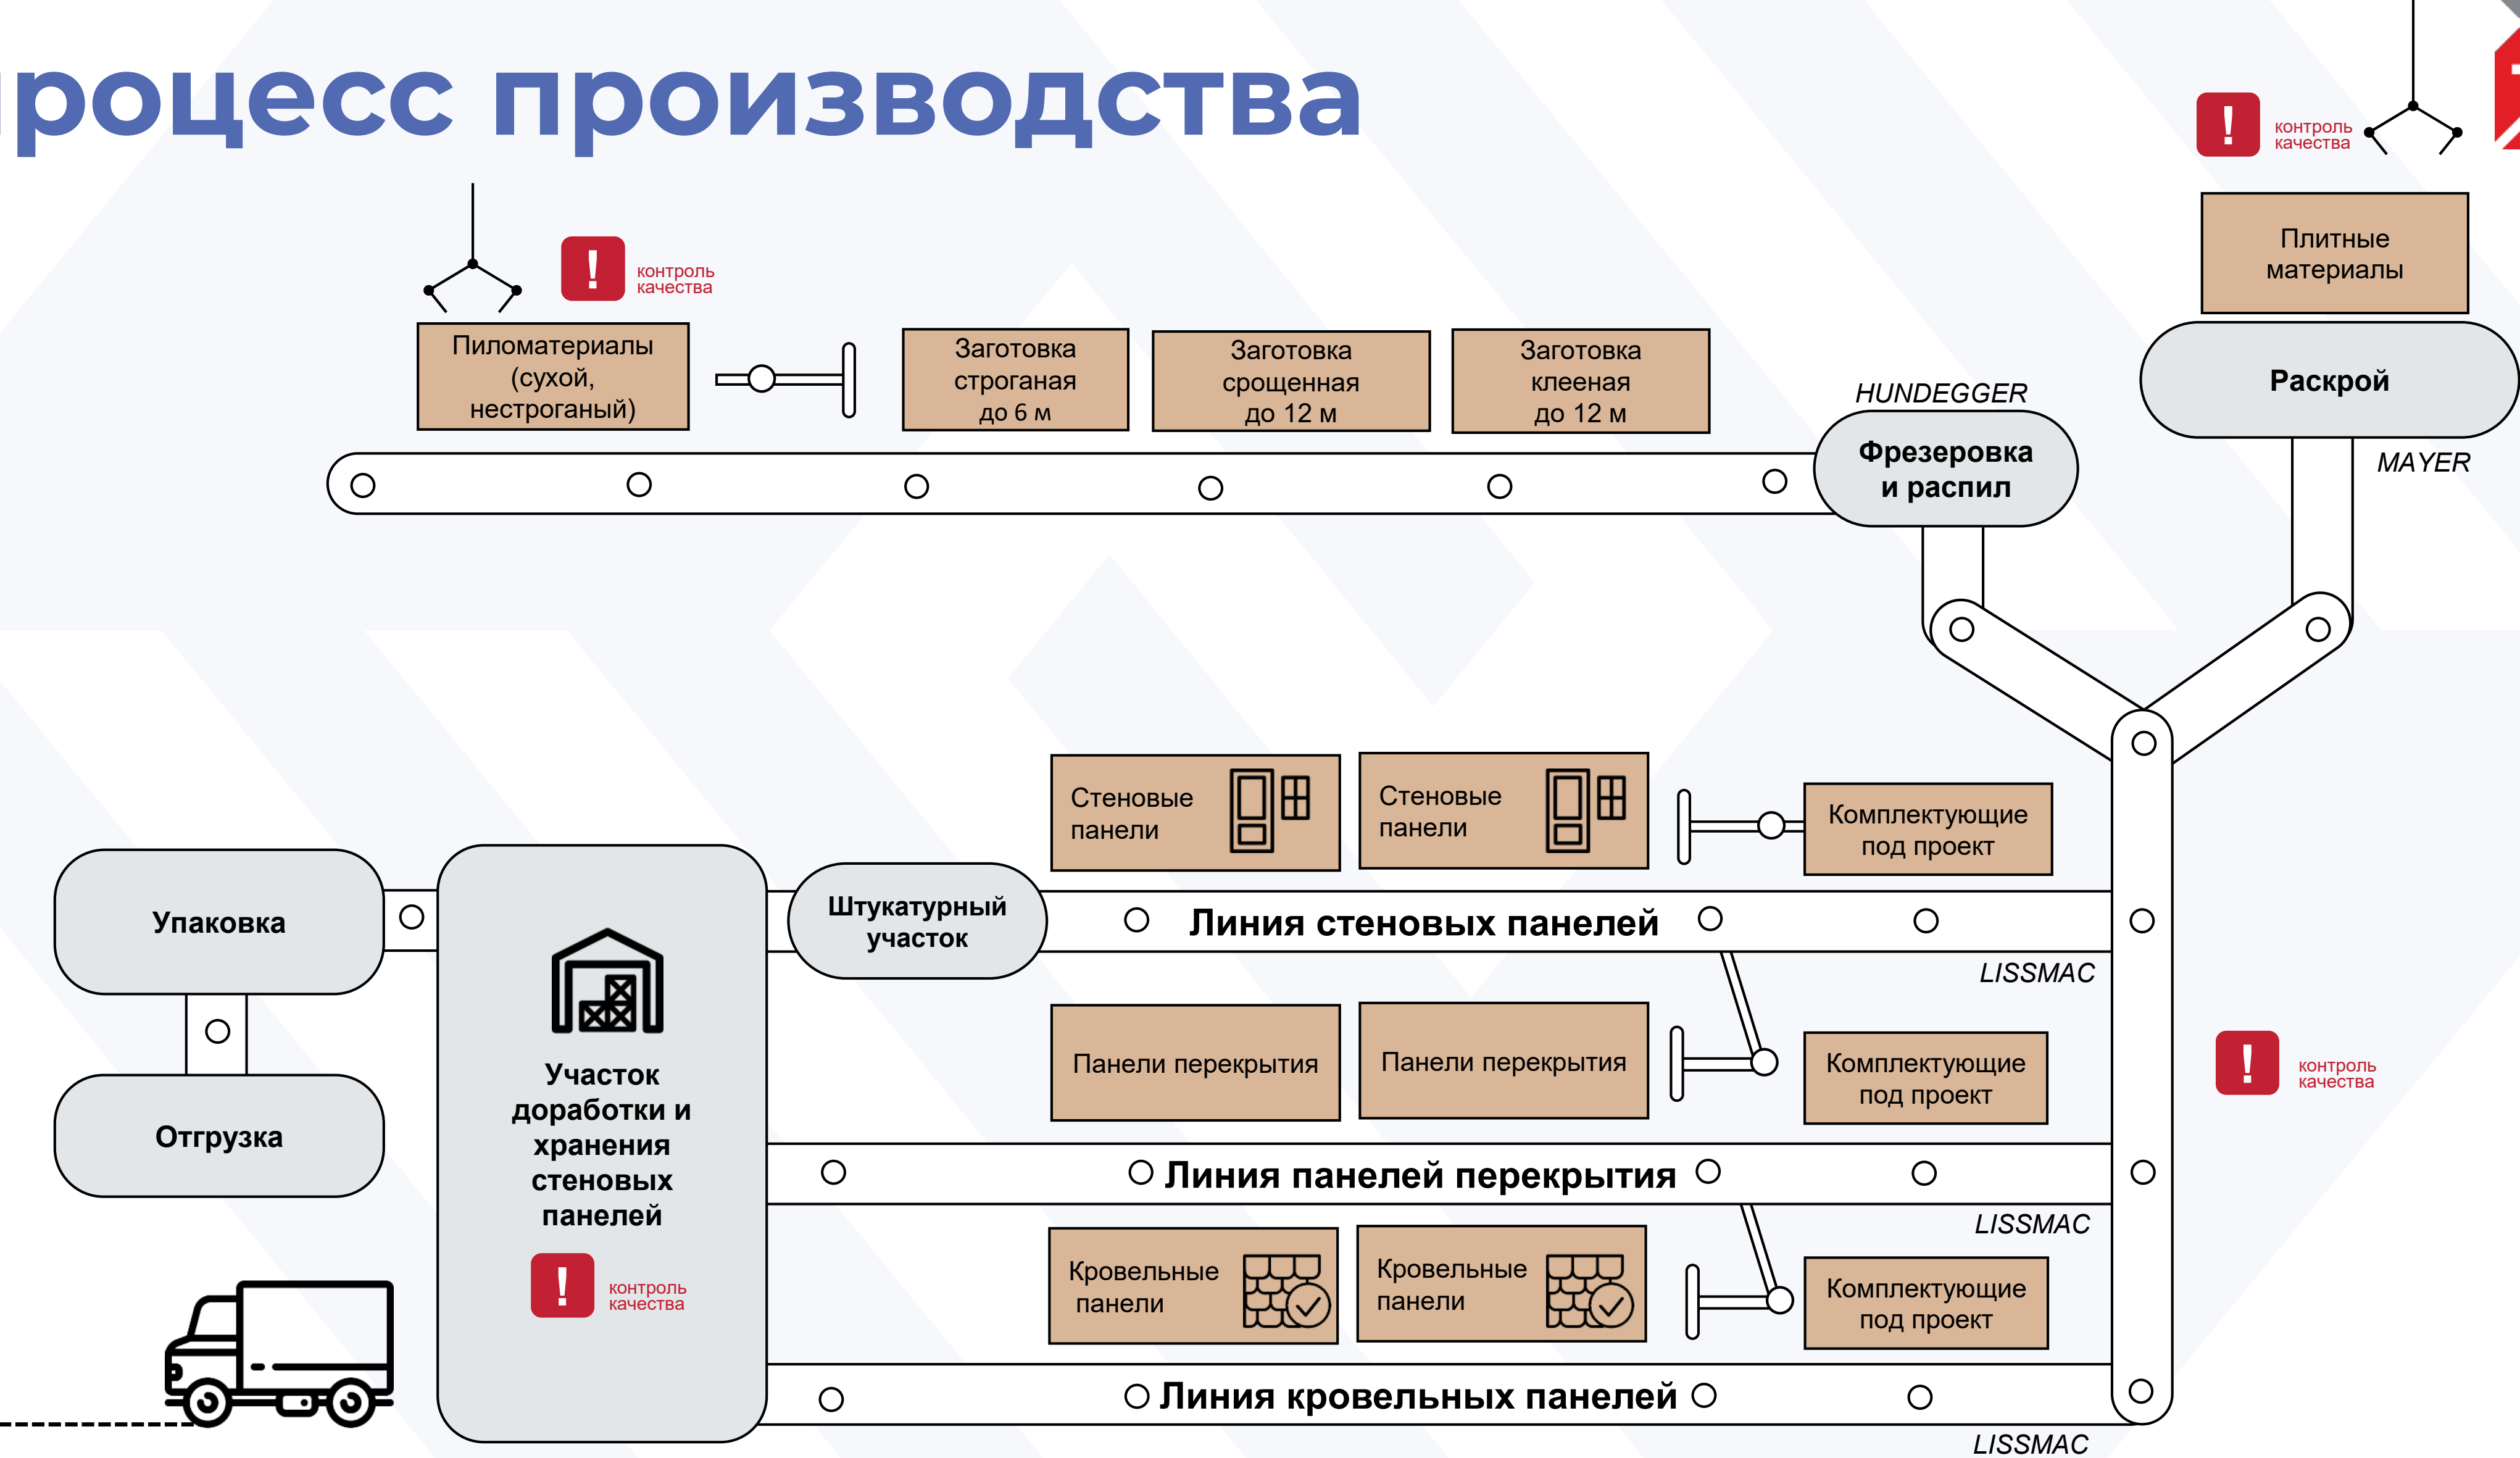 процесс производства
контроль
качества
контроль
качества
Плитные
материалы
Пиломатериалы
(сухой,
нестроганый)
Заготовка
строганая
до 6 м
Заготовка
срощенная
до 12 м
Заготовка
клееная
до 12 м
HUNDEGGER
Фрезеровка
и распил
Раскрой
MAYER
Стеновые
панели
Стеновые
панели
Комплектующие
под проект
Упаковка
Штукатурный
участок
Линия стеновых панелей
LISSMAC
Панели перекрытия
Панели перекрытия
Комплектующие
под проект
контроль
качества
Отгрузка
Участок
доработки и
хранения
стеновых
панелей
контроль
качества
Линия панелей перекрытия
LISSMAC
Кровельные
панели
Кровельные
панели
Комплектующие
под проект
Линия кровельных панелей
LISSMAC